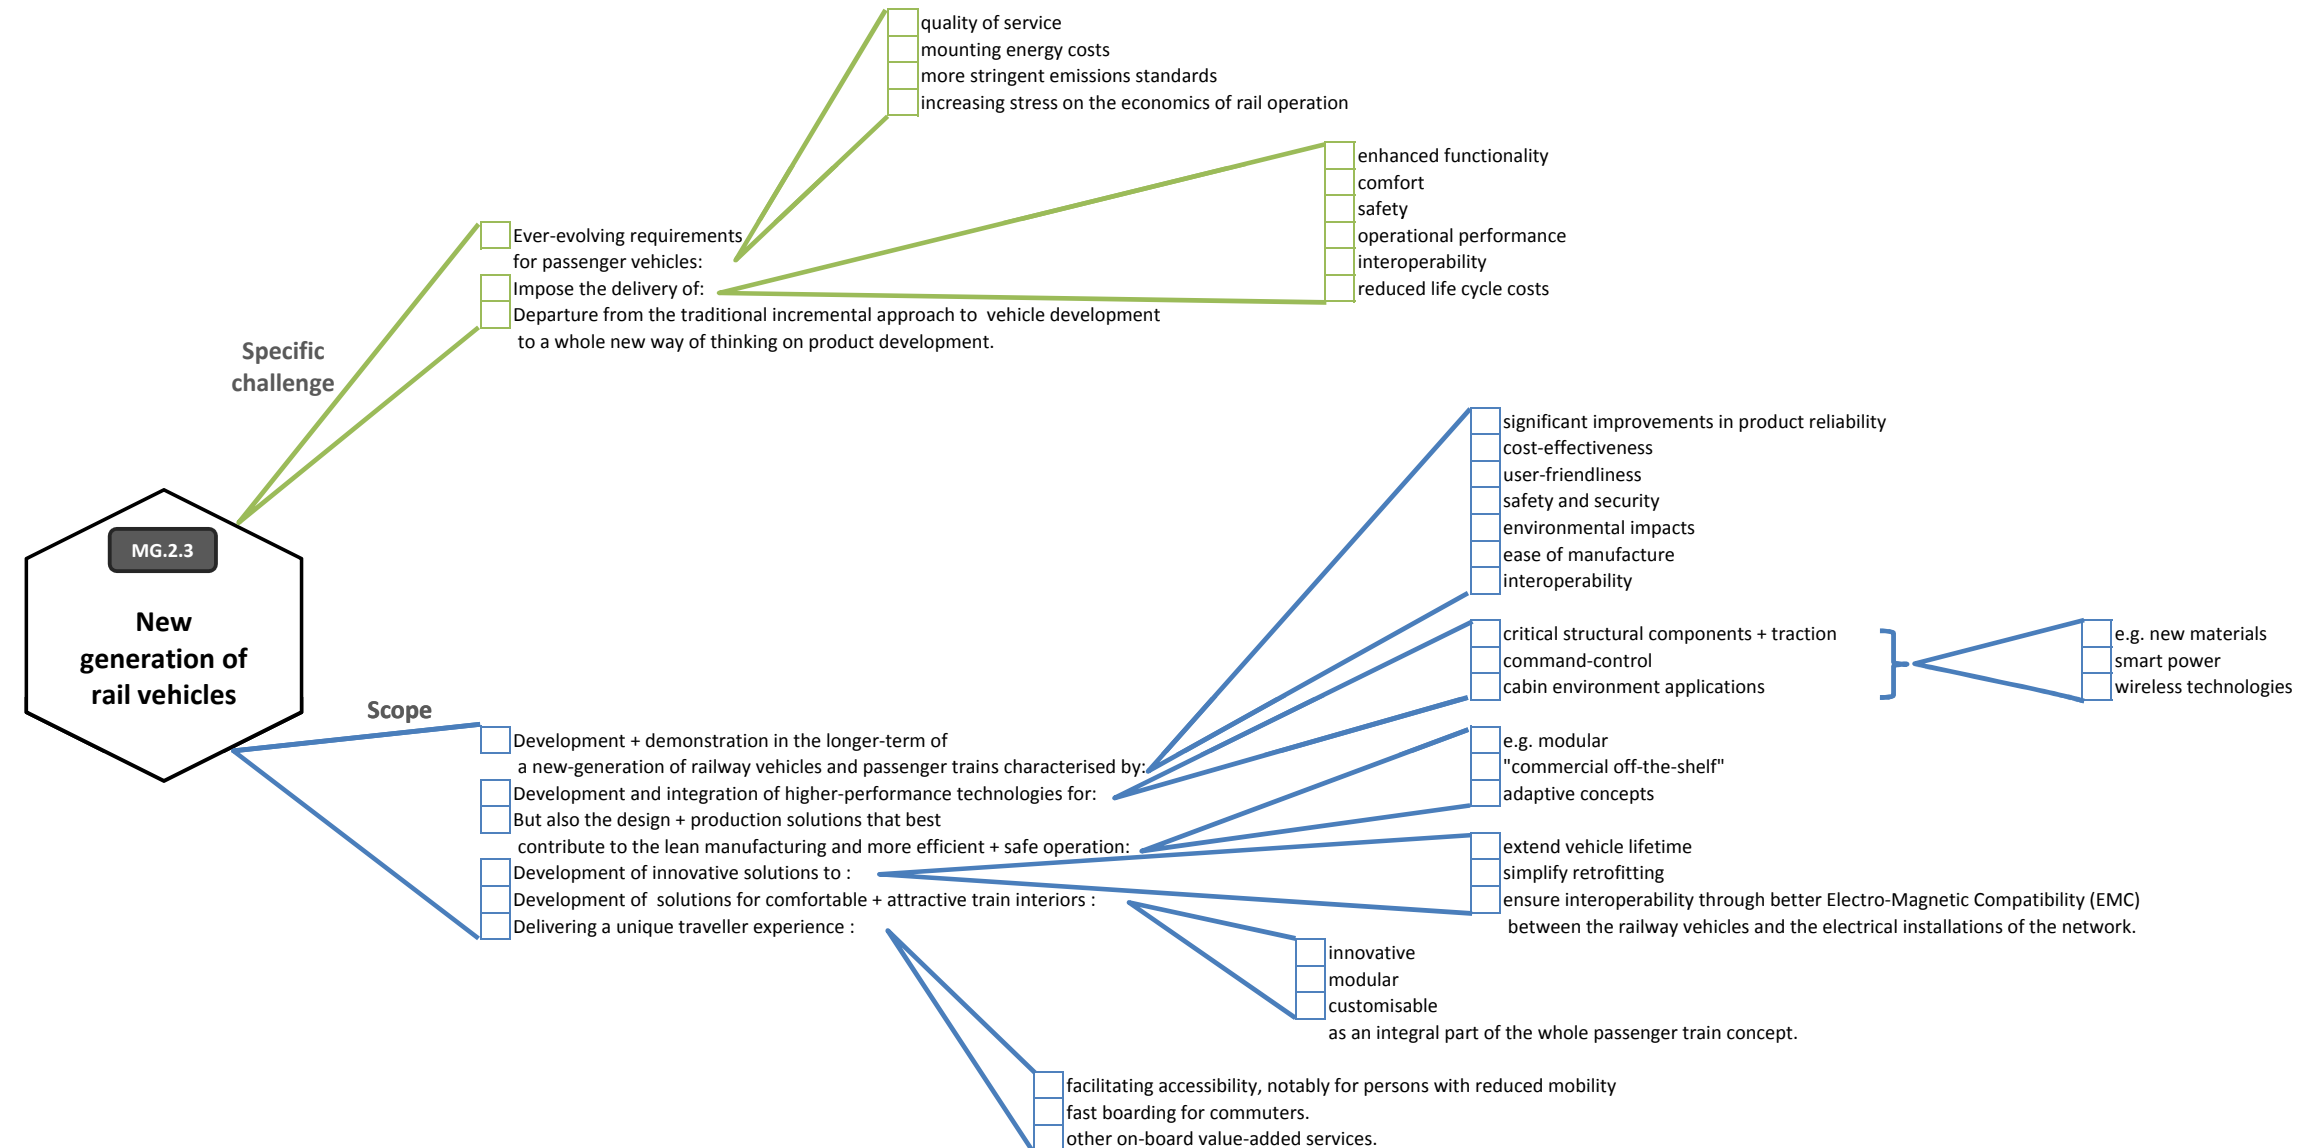 quality of service
mounting energy costs
more stringent emissions standards
increasing stress on the economics of rail operation
enhanced functionality
comfort
safety
operational performance
interoperability
reduced life cycle costs
Ever-evolving requirements
for passenger vehicles:
Impose the delivery of:
Departure from the traditional incremental approach to vehicle development
to a whole new way of thinking on product development.
Specific
challenge
MG.2.3
New
generation of
rail vehicles
Scope
Development + demonstration in the longer-term of
a new-generation of railway vehicles and passenger trains characterised by:
Development and integration of higher-performance technologies for:
But also the design + production solutions that best
contribute to the lean manufacturing and more efficient + safe operation:
Development of innovative solutions to :
Development of solutions for comfortable + attractive train interiors :
Delivering a unique traveller experience :
significant improvements in product reliability
cost-effectiveness
user-friendliness
safety and security
environmental impacts
ease of manufacture
interoperability
critical structural components + traction
command-control
cabin environment applications
e.g. new materials
smart power
wireless technologies
e.g. modular
"commercial off-the-shelf"
adaptive concepts
extend vehicle lifetime
simplify retrofitting
ensure interoperability through better Electro-Magnetic Compatibility (EMC)
between the railway vehicles and the electrical installations of the network.
innovative
modular
customisable
as an integral part of the whole passenger train concept.
facilitating accessibility, notably for persons with reduced mobility
fast boarding for commuters.
other on-board value-added services.